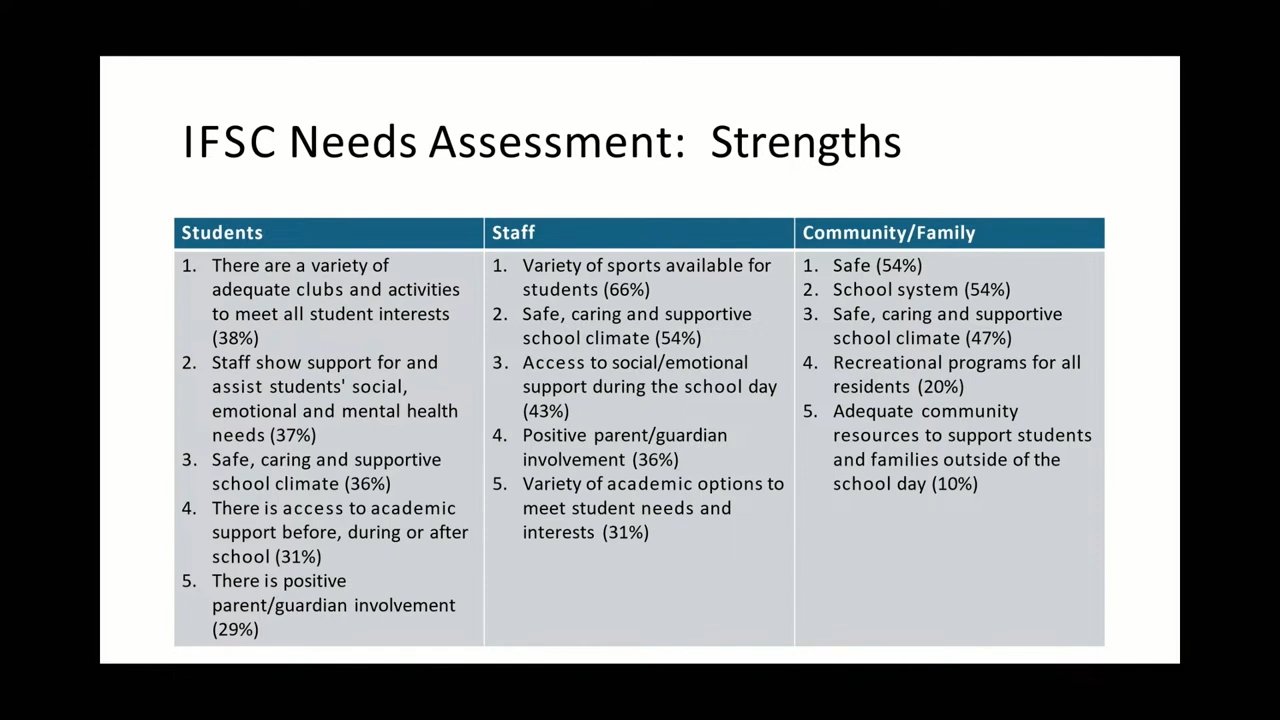 IFSC Needs Assessment:  Strengths
Students
1. There are a variety of
adequate clubs and activities
to meet all student interests
(38%)
2. Staff show support for and
assist students' social,
emotional and mental health
needs (37%)
3. Safe, caring and supportive
school climate (36%)
4. There is access to academic
support before, during or after
school (31%)
5. There is positive
parent/guardian involvement
(29%)
Staff
1. Variety of sports available for
students (66%)
2. Safe, caring and supportive
school climate (54%)
3. Access to social/emotional
support during the school day
(43%)
4. Positive parent/guardian
involvement (36%)
5. Variety of academic options to
meet student needs and
interests (31%)
Community/Family
1. Safe (54%)
2. School system (54%)
3. Safe, caring and supportive
school climate (47%)
4. Recreational programs for all
residents (20%)
5. Adequate community
resources to support students
and families outside of the
school day (10%)